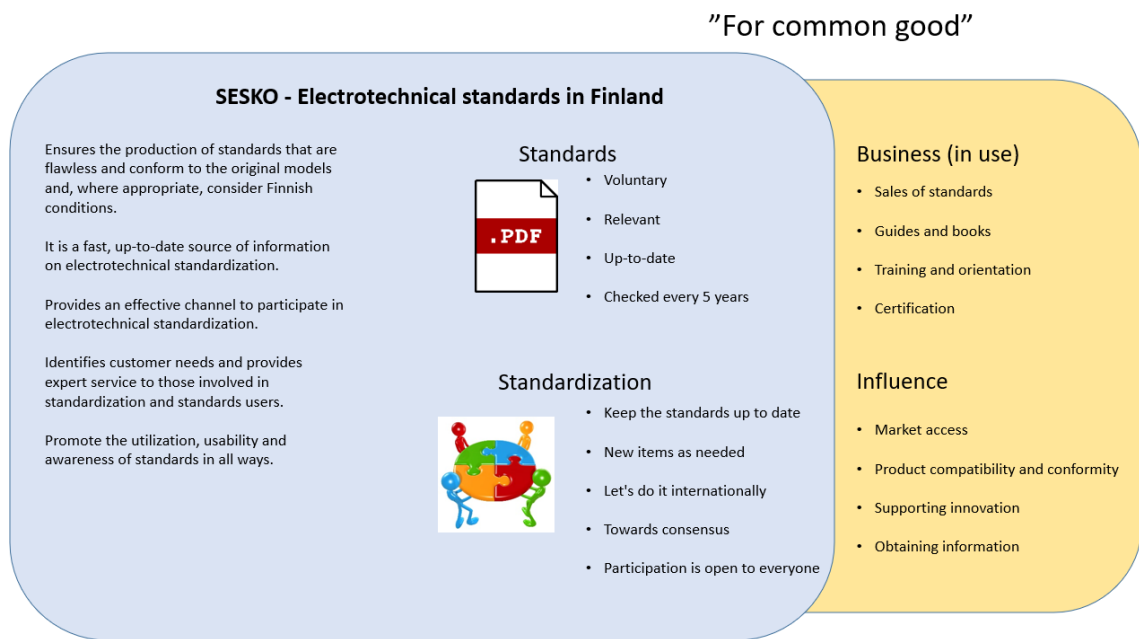 ”For common good”
SESKO - Electrotechnical standards in Finland
Ensures the production of standards that are
flawless and conform to the original models
and, where appropriate, consider Finnish
conditions.
It is a fast, up-to-date source of information
on electrotechnical standardization.
Provides an effective channel to participate in
electrotechnical standardization.
Identifies customer needs and provides
expert service to those involved in
standardization and standards users.
Promote the utilization, usability and
awareness of standards in all ways.
Standards
.PDF
• Voluntary
• Relevant
• Up-to-date
• Checked every 5 years
Standardization
• Keep the standards up to date
• New items as needed
• Let's do it internationally
• Towards consensus
• Participation is open to everyone
Business (in use)
• Sales of standards
• Guides and books
• Training and orientation
• Certification
Influence
• Market access
• Product compatibility and conformity
• Supporting innovation
• Obtaining information